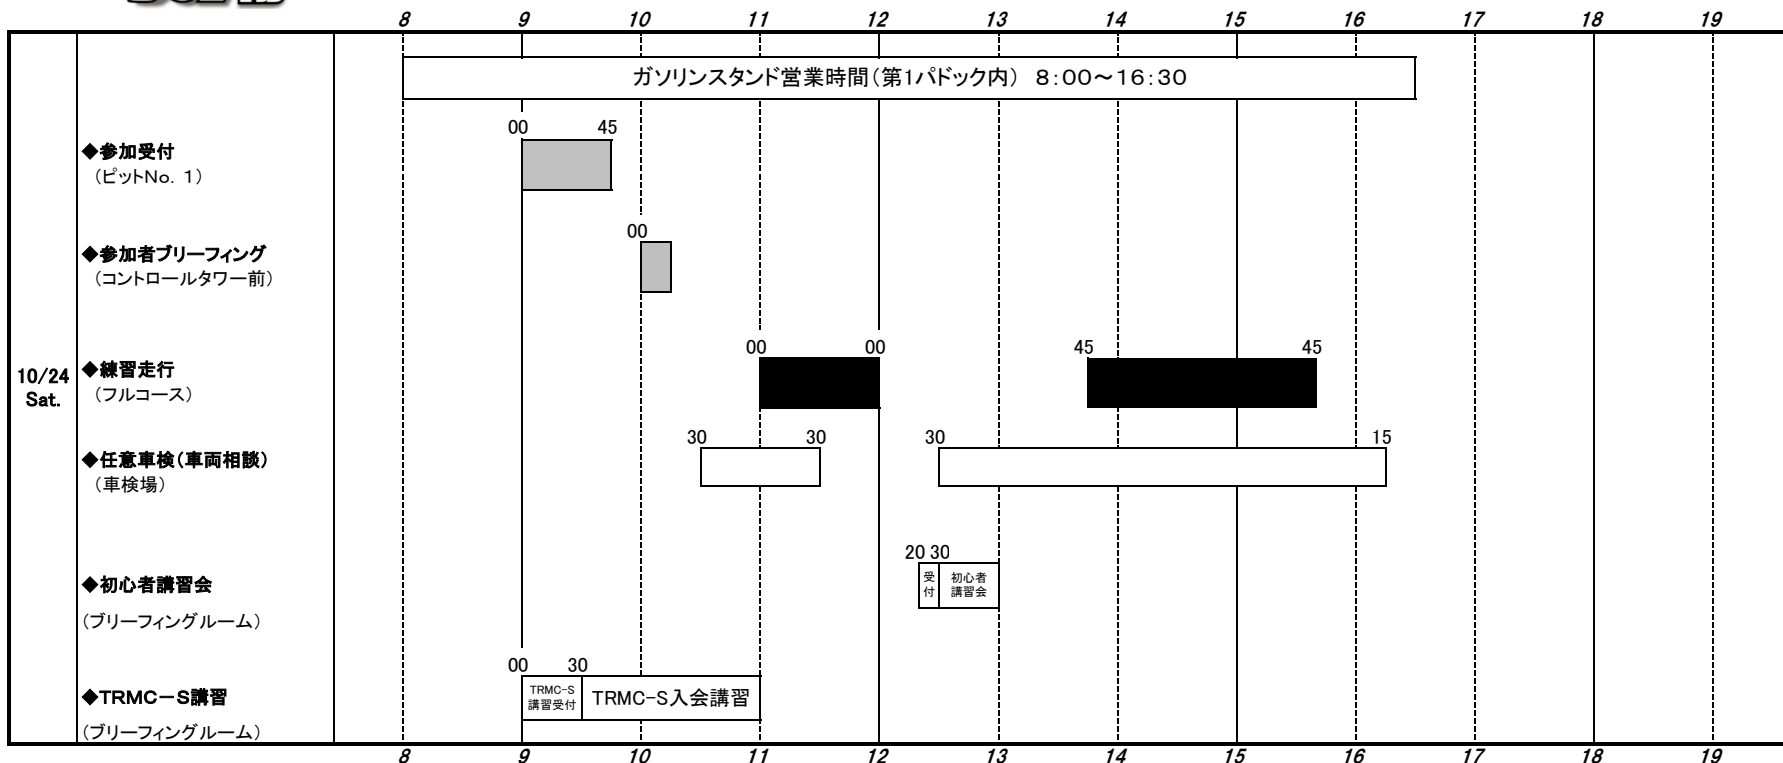 8 9 10 11 12 13 14 15 16 17 18 19
ガソリンスタンド営業時間(第1パドック内) 8:00~16:30
00 45
◆参加受付
(ピットNo. 1)
00
◆参加者ブリーフィング
(コントロールタワー前)
00 00 45 45
10/24
Sat.
◆練習走行
(フルコース)
30 30 30 15
◆任意車検(車両相談)
(車検場)
20 30
受付
初心者
講習会
◆初心者講習会
(ブリーフィングルーム)
00 30
TRMC-S
講習受付
TRMC-S入会講習
◆TRMC-S講習
(ブリーフィングルーム)
8 9 10 11 12 13 14 15 16 17 18 19